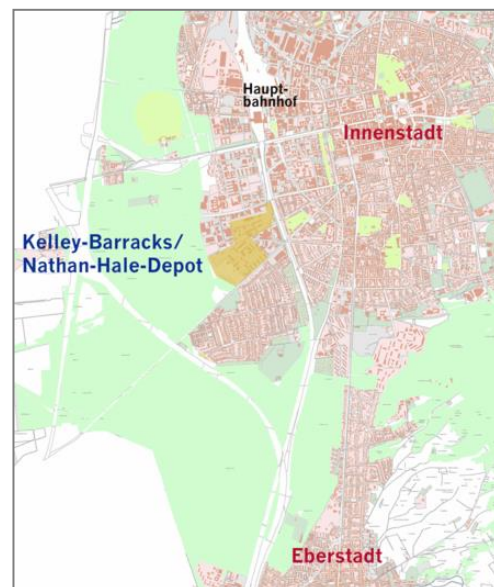 Haupt-
bahnhof
Innenstadt
Kelley-Barracks/
Nathan-Hale-Depot
Eberstadt